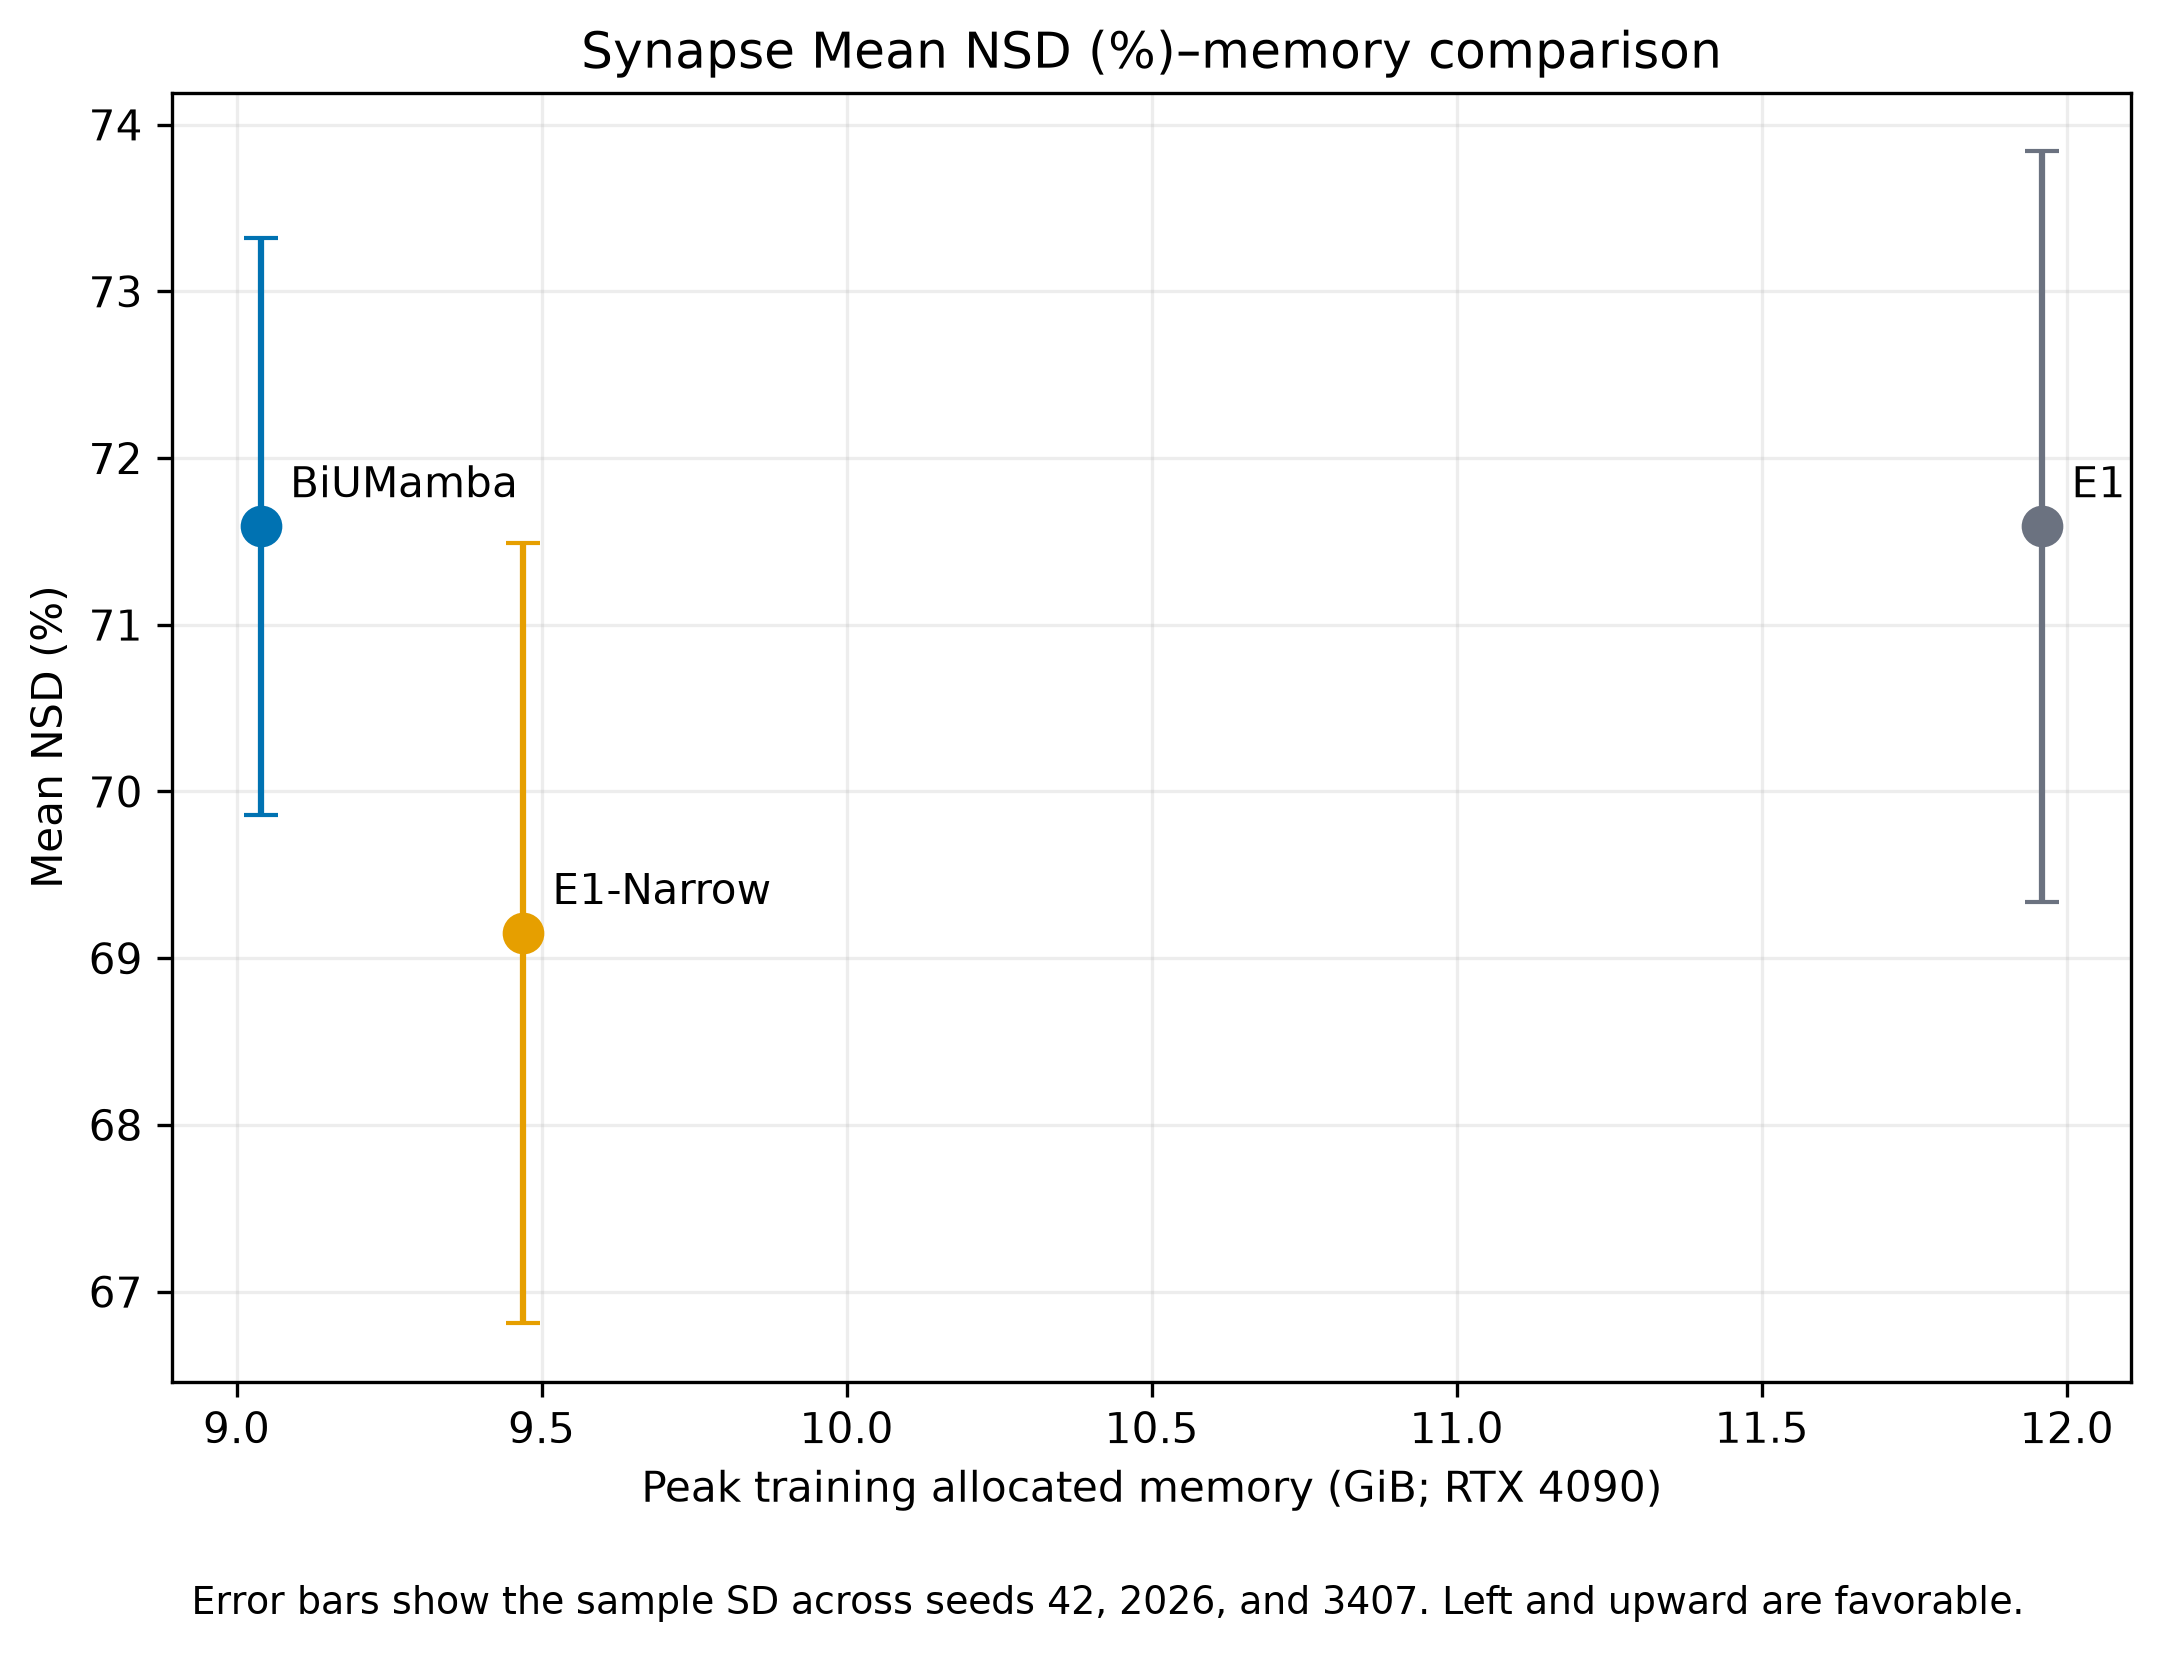 Synapse Mean NSD (%)–memory comparison
74
73
72
71
70
69
68
67
Mean NSD (%)
BiUMamba
E1
E1-Narrow
9.0 9.5 10.0 10.5 11.0 11.5 12.0
Peak training allocated memory (GiB; RTX 4090)
Error bars show the sample SD across seeds 42, 2026, and 3407. Left and upward are favorable.